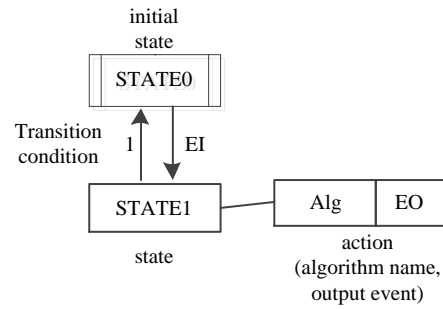 initial
state
STATE0
Transition
condition
1
EI
STATE1
Alg
EO
state
action
(algorithm name,
output event)